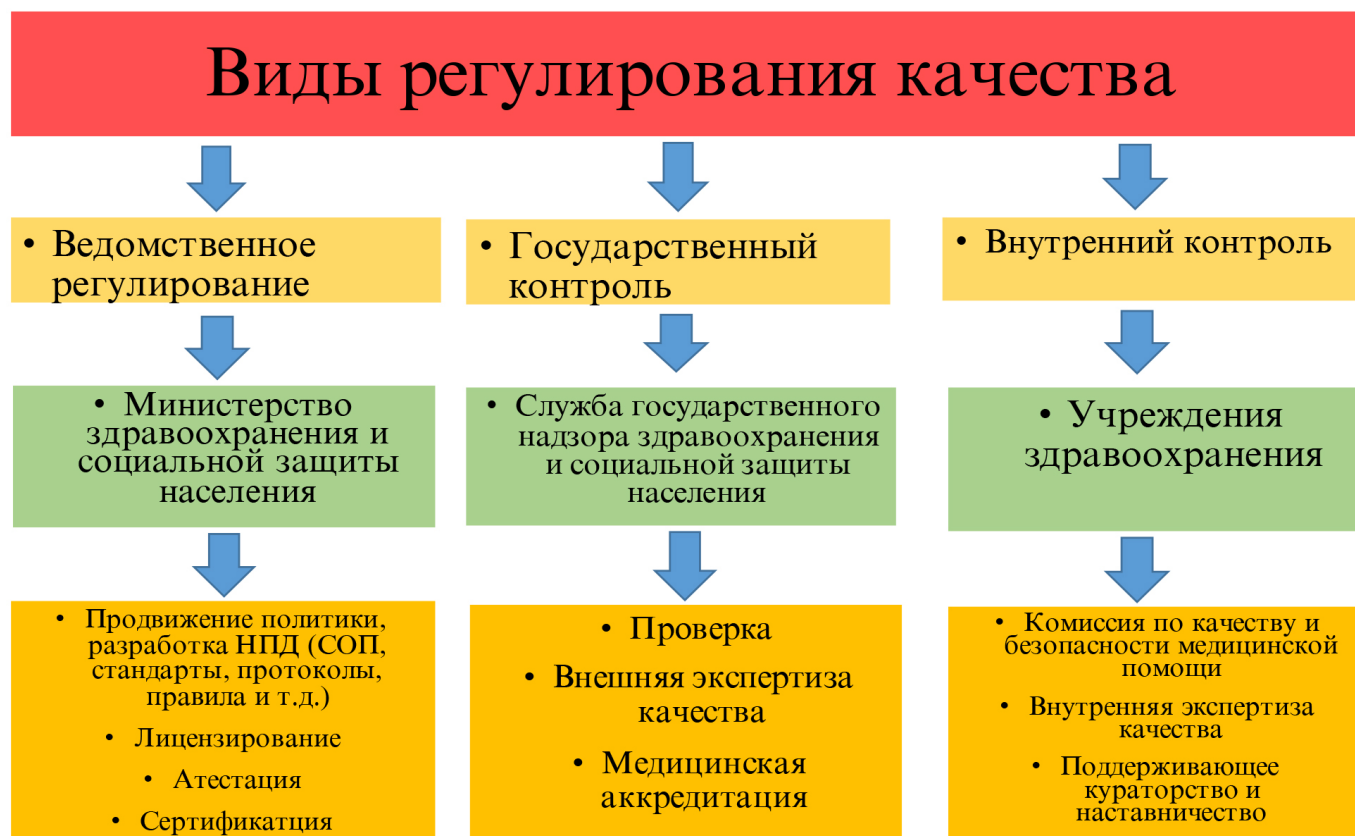 Виды регулирования качества
• Ведомственное
регулирование
• Государственный
контроль
• Внутренний контроль
• Министерство
здравоохранения и
социальной защиты
населения
• Служба государственного
надзора здравоохранения
и социальной защиты
населения
• Учреждения
здравоохранения
• Продвижение политики,
разработка НПД (СОП,
стандарты, протоколы,
правила и т.д.)
• Лицензирование
• Атестация
• Сертификатция
• Проверка
• Внешняя экспертиза
качества
• Медицинская
аккредитация
• Комиссия по качеству и
безопасности медицинской
помощи
• Внутренняя экспертиза
качества
• Поддерживающее
кураторство и
наставничество